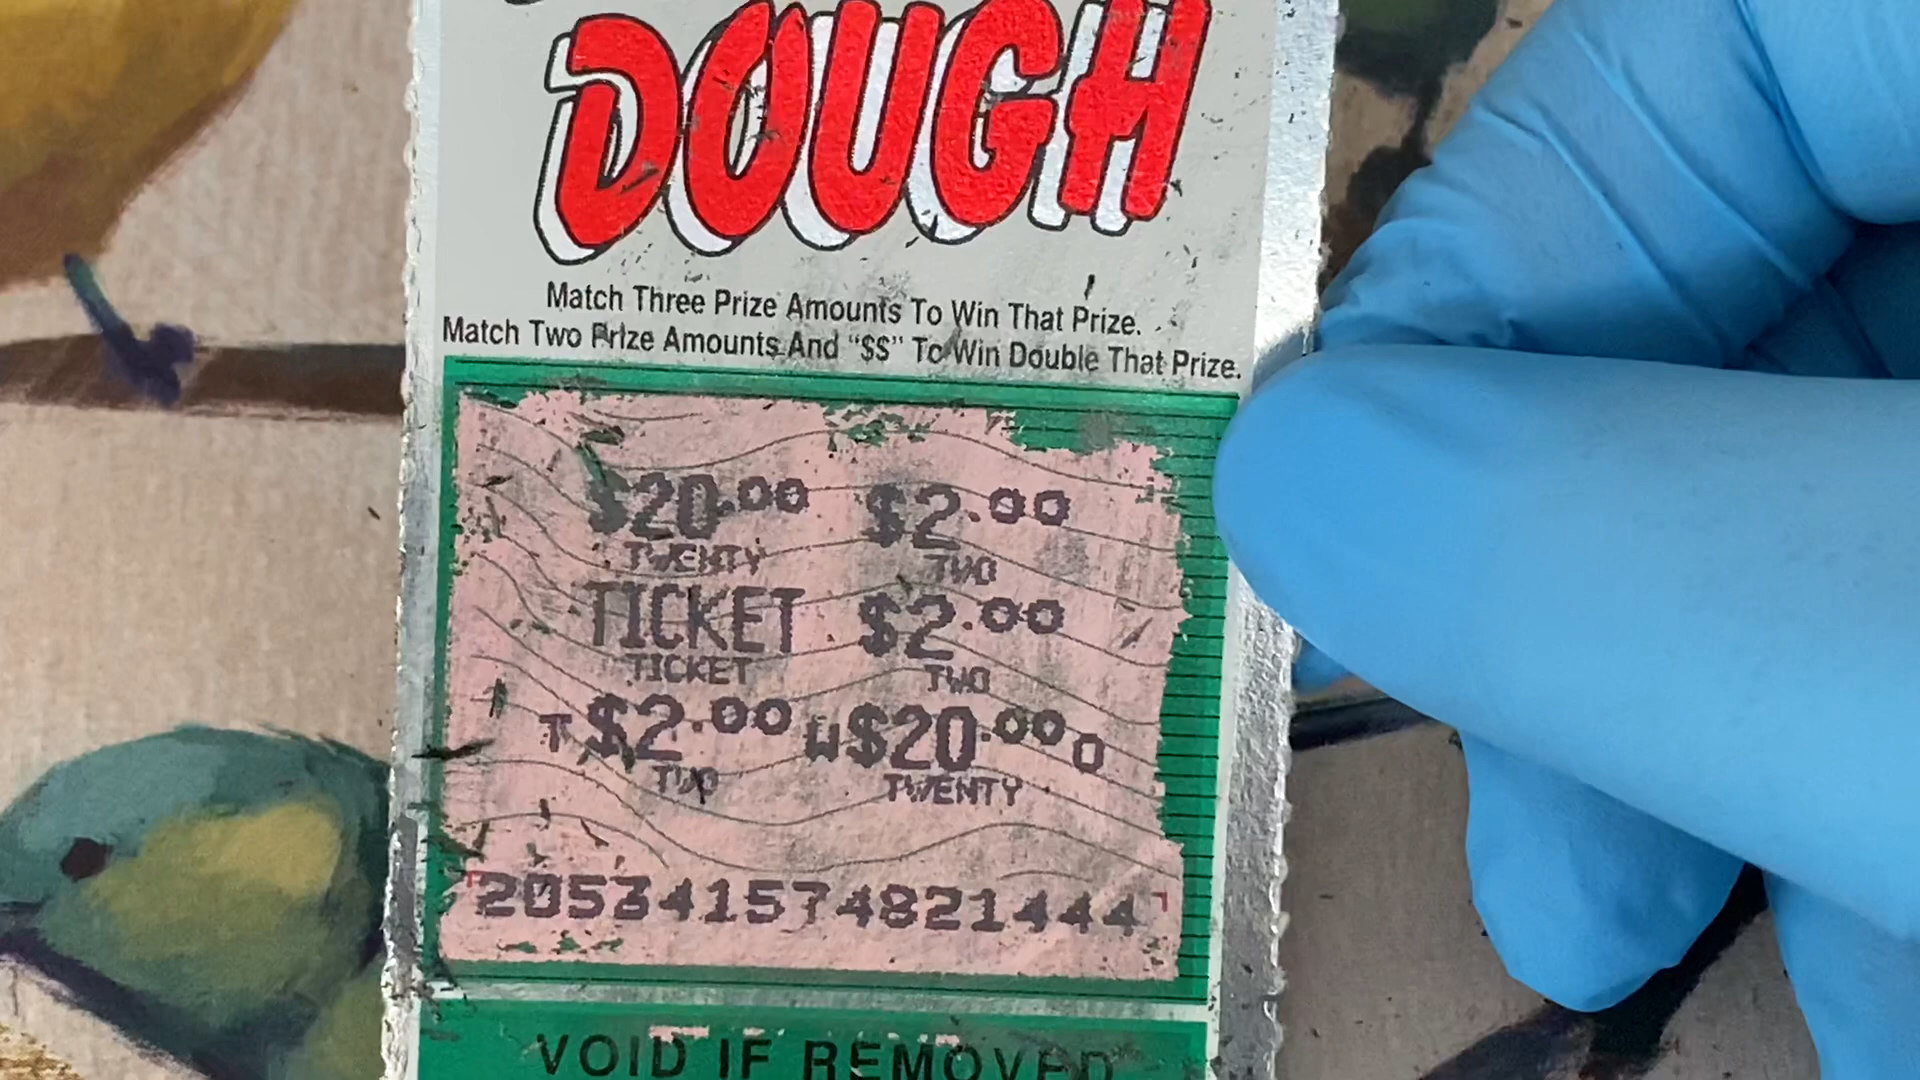 DOUGH
Match Three Prize Amounts To Win That Prize.
Match Two Prize Amounts And "$$" To Win Double That Prize.
$20.00 $2.00
TWENTY TWO
TICKET $2.00
TICKET TWO
T $2.00 W $20.00 O
TWO TWENTY
205341574821444
VOID IF REMOVED